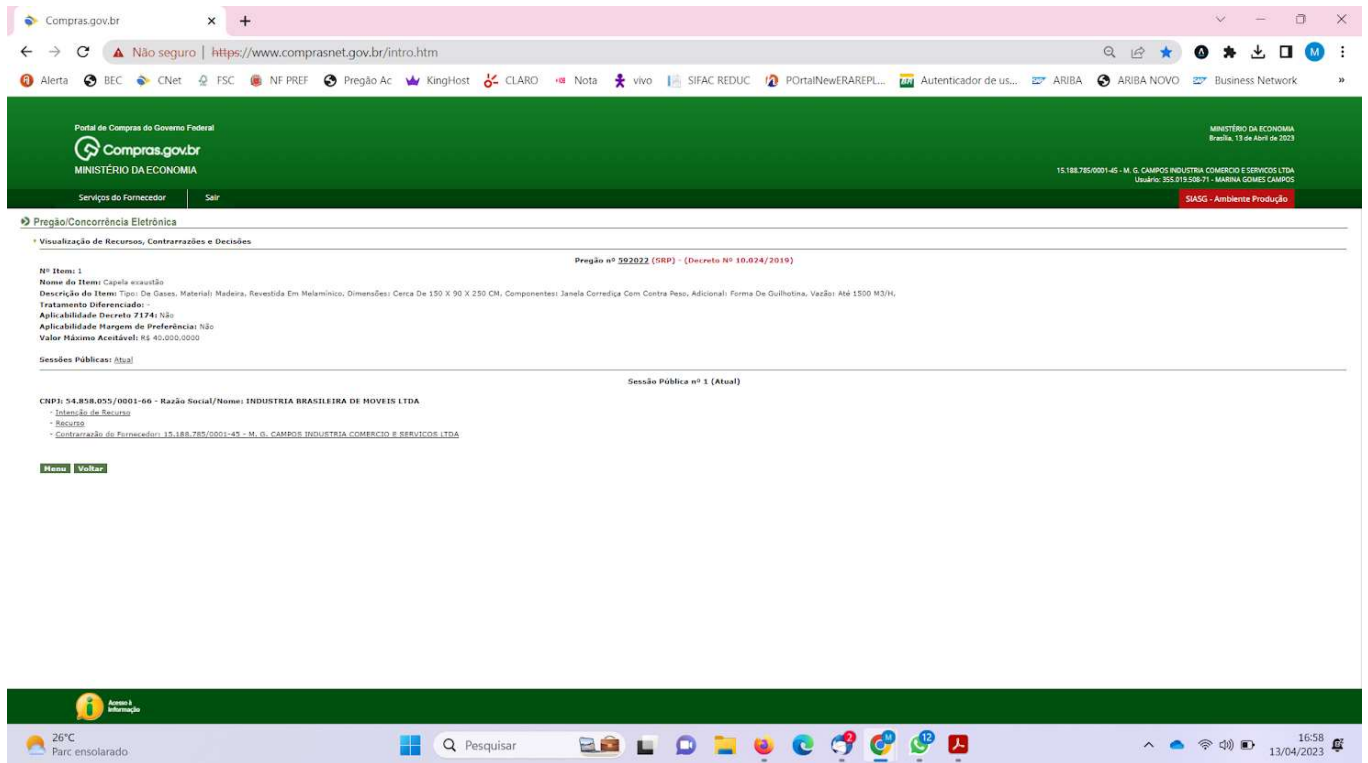 Compras.gov.br
Não seguro | https://www.comprasnet.gov.br/intro.htm
Alerta BEC CNet FSC NF PREF Pregão Ac KingHost CLARO Nota vivo SIFAC REDUC POrtalNewERAREPL... Autenticador de us... ARIBA ARIBA NOVO Business Network »
Portal de Compras do Governo Federal
Compras.gov.br
MINISTÉRIO DA ECONOMIA
MINISTÉRIO DA ECONOMIA
Brasília, 13 de Abril de 2023
15.188.785/0001-45 - M. G. CAMPOS INDUSTRIA COMERCIO E SERVICOS LTDA
Usuário: 355.019.508-71 - MARINA GOMES CAMPOS
Serviços do Fornecedor Sair SIASG - Ambiente Produção
Pregão/Concorrência Eletrônica
Visualização de Recursos, Contrarrazões e Decisões
Pregão nº 592022 (SRP) - (Decreto Nº 10.024/2019)
Nº Item: 1
Nome do Item: Capela exaustão
Descrição do Item: Tipo: De Gases, Material: Madeira, Revestida Em Melamínico, Dimensões: Cerca De 150 X 90 X 250 CM, Componentes: Janela Corrediça Com Contra Peso, Adicional: Forma De Guilhotina, Vazão: Até 1500 M3/H,
Tratamento Diferenciado: -
Aplicabilidade Decreto 7174: Não
Aplicabilidade Margem de Preferência: Não
Valor Máximo Aceitável: R$ 40.000,0000
Sessões Públicas: Atual
Sessão Pública nº 1 (Atual)
CNPJ: 54.858.055/0001-66 - Razão Social/Nome: INDUSTRIA BRASILEIRA DE MOVEIS LTDA
- Intenção de Recurso
- Recurso
- Contrarrazão do Fornecedor: 15.188.785/0001-45 - M. G. CAMPOS INDUSTRIA COMERCIO E SERVICOS LTDA
Menu Voltar
Acesso à
Informação
26°C
Parc ensolarado
Pesquisar
2
M
12
16:58
13/04/2023